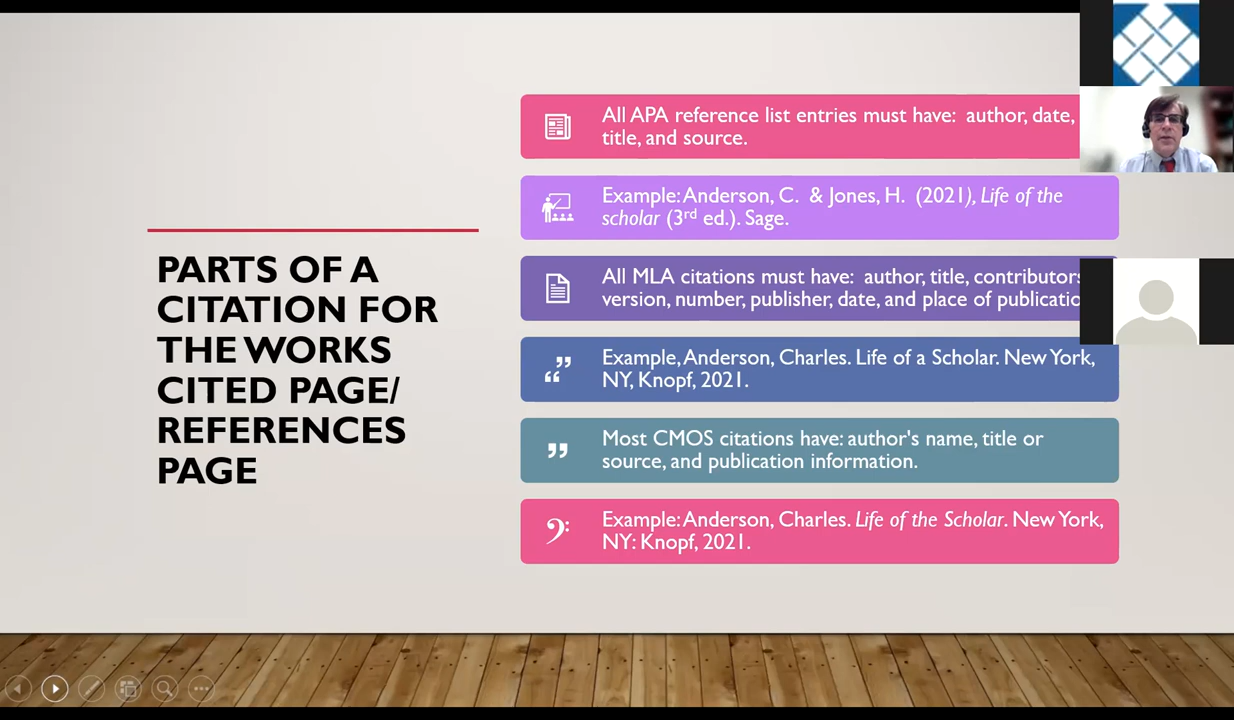 PARTS OF A
CITATION FOR
THE WORKS
CITED PAGE/
REFERENCES
PAGE
All APA reference list entries must have: author, date,
title, and source.
Example: Anderson, C. & Jones, H. (2021), Life of the
scholar (3rd ed.). Sage.
All MLA citations must have: author, title, contributors
version, number, publisher, date, and place of publicatio
Example, Anderson, Charles. Life of a Scholar. New York,
NY, Knopf, 2021.
Most CMOS citations have: author's name, title or
source, and publication information.
Example: Anderson, Charles. Life of the Scholar. New York,
NY: Knopf, 2021.